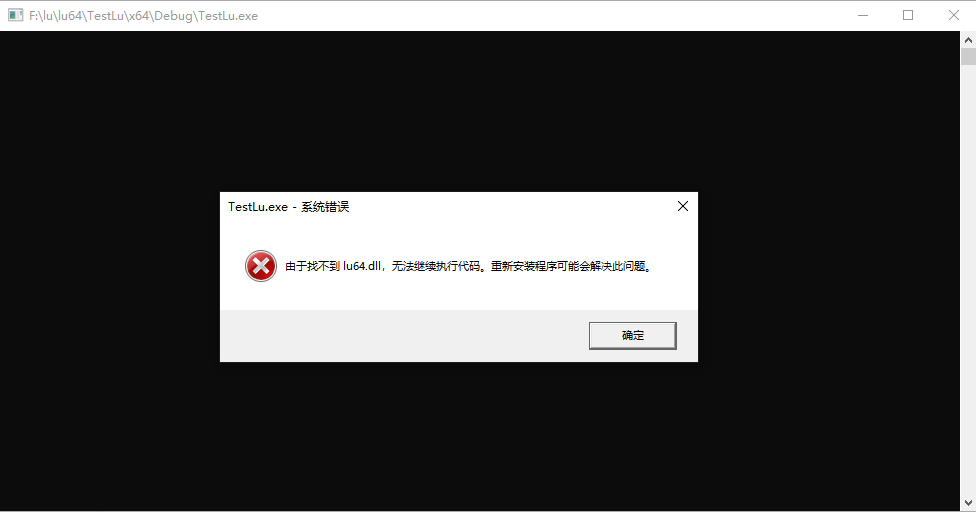 F:\lu\lu64\TestLu\x64\Debug\TestLu.exe
TestLu.exe - 系统错误
由于找不到 lu64.dll，无法继续执行代码。重新安装程序可能会解决此问题。
确定